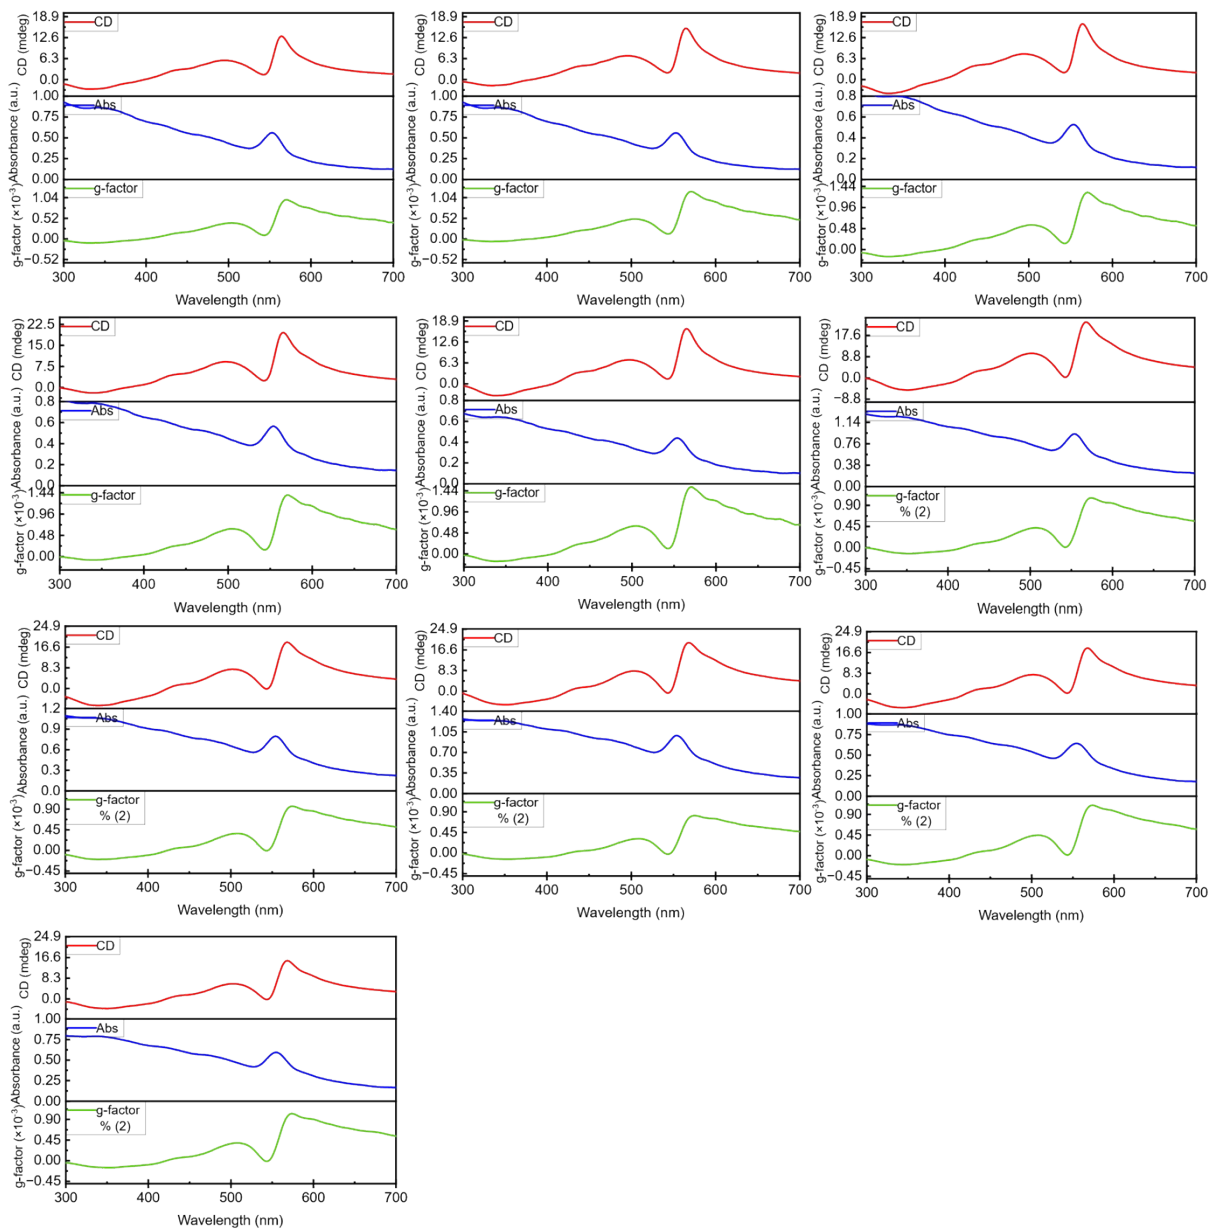 CD (mdeg)
18.9
12.6
6.3
0.0
CD
Absorbance (a.u.)
1.00
0.75
0.50
0.25
0.00
Abs
g-factor (×10⁻³)
1.04
0.52
0.00
−0.52
g-factor
300 400 500 600 700
Wavelength (nm)
CD (mdeg)
18.9
12.6
6.3
0.0
CD
Absorbance (a.u.)
1.00
0.75
0.50
0.25
0.00
Abs
g-factor (×10⁻³)
1.04
0.52
0.00
−0.52
g-factor
300 400 500 600 700
Wavelength (nm)
CD (mdeg)
18.9
12.6
6.3
0.0
CD
Absorbance (a.u.)
0.8
0.6
0.4
0.2
0.0
Abs
g-factor (×10⁻³)
1.44
0.96
0.48
0.00
g-factor
300 400 500 600 700
Wavelength (nm)
CD (mdeg)
22.5
15.0
7.5
0.0
CD
Absorbance (a.u.)
0.8
0.6
0.4
0.2
0.0
Abs
g-factor (×10⁻³)
1.44
0.96
0.48
0.00
g-factor
300 400 500 600 700
Wavelength (nm)
CD (mdeg)
18.9
12.6
6.3
0.0
CD
Absorbance (a.u.)
0.8
0.6
0.4
0.2
0.0
Abs
g-factor (×10⁻³)
1.44
0.96
0.48
0.00
g-factor
300 400 500 600 700
Wavelength (nm)
CD (mdeg)
17.6
8.8
0.0
−8.8
CD
Absorbance (a.u.)
1.14
0.76
0.38
0.00
Abs
g-factor (×10⁻³)
0.90
0.45
0.00
−0.45
g-factor
% (2)
300 400 500 600 700
Wavelength (nm)
CD (mdeg)
24.9
16.6
8.3
0.0
CD
Absorbance (a.u.)
1.2
0.9
0.6
0.3
0.0
Abs
g-factor (×10⁻³)
0.90
0.45
0.00
−0.45
g-factor
% (2)
300 400 500 600 700
Wavelength (nm)
CD (mdeg)
24.9
16.6
8.3
0.0
CD
Absorbance (a.u.)
1.40
1.05
0.70
0.35
0.00
Abs
g-factor (×10⁻³)
0.90
0.45
0.00
−0.45
g-factor
% (2)
300 400 500 600 700
Wavelength (nm)
CD (mdeg)
24.9
16.6
8.3
0.0
CD
Absorbance (a.u.)
1.00
0.75
0.50
0.25
0.00
Abs
g-factor (×10⁻³)
0.90
0.45
0.00
−0.45
g-factor
% (2)
300 400 500 600 700
Wavelength (nm)
CD (mdeg)
24.9
16.6
8.3
0.0
CD
Absorbance (a.u.)
1.00
0.75
0.50
0.25
0.00
Abs
g-factor (×10⁻³)
0.90
0.45
0.00
−0.45
g-factor
% (2)
300 400 500 600 700
Wavelength (nm)